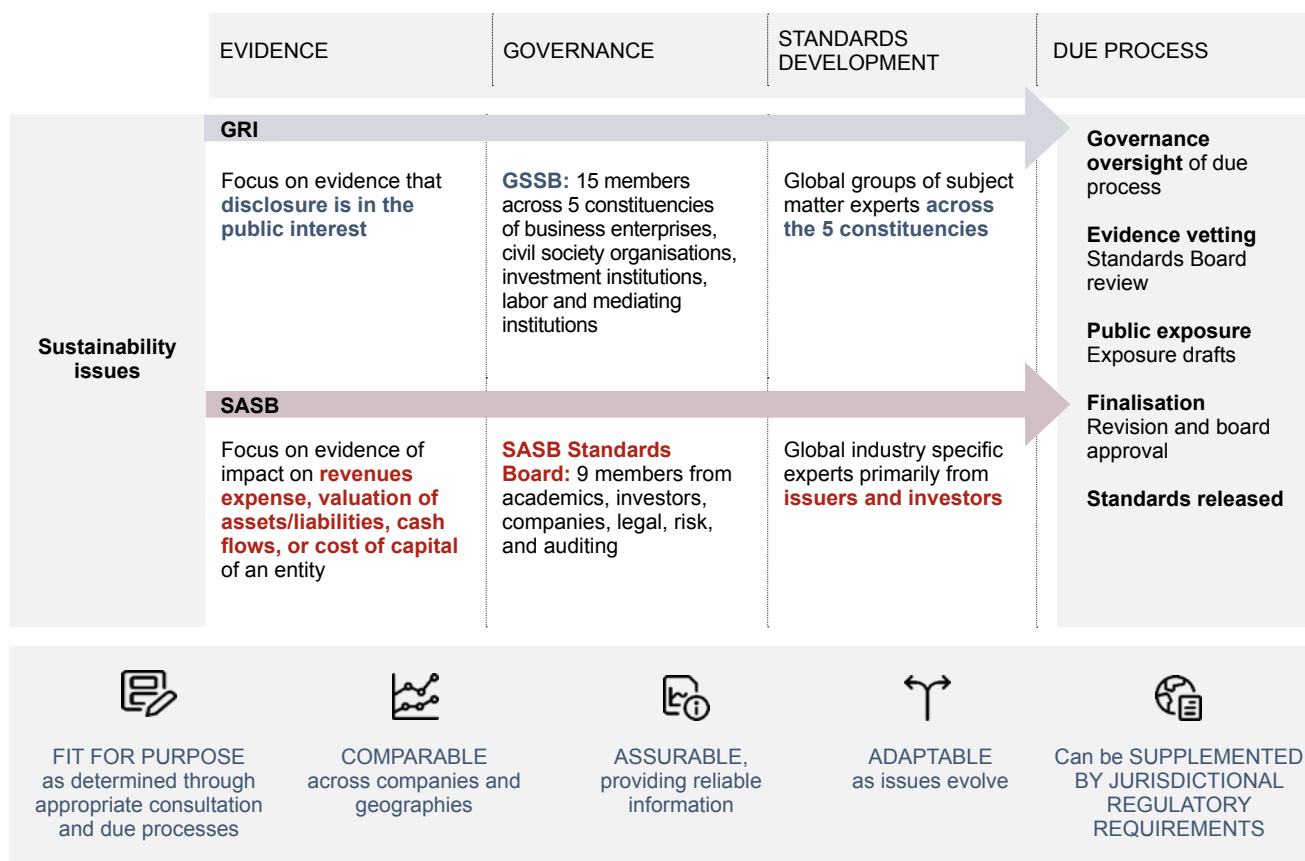 EVIDENCE
GOVERNANCE
STANDARDS
DEVELOPMENT
DUE PROCESS
Sustainability
issues
GRI
Focus on evidence that
disclosure is in the
public interest
GSSB: 15 members
across 5 constituencies
of business enterprises,
civil society organisations,
investment institutions,
labor and mediating
institutions
Global groups of subject
matter experts across
the 5 constituencies
SASB
Focus on evidence of
impact on revenues
expense, valuation of
assets/liabilities, cash
flows, or cost of capital
of an entity
SASB Standards
Board: 9 members from
academics, investors,
companies, legal, risk,
and auditing
Global industry specific
experts primarily from
issuers and investors
Governance
oversight of due
process
Evidence vetting
Standards Board
review
Public exposure
Exposure drafts
Finalisation
Revision and board
approval
Standards released
FIT FOR PURPOSE
as determined through
appropriate consultation
and due processes
COMPARABLE
across companies and
geographies
ASSURABLE,
providing reliable
information
ADAPTABLE
as issues evolve
Can be SUPPLEMENTED
BY JURISDICTIONAL
REGULATORY
REQUIREMENTS